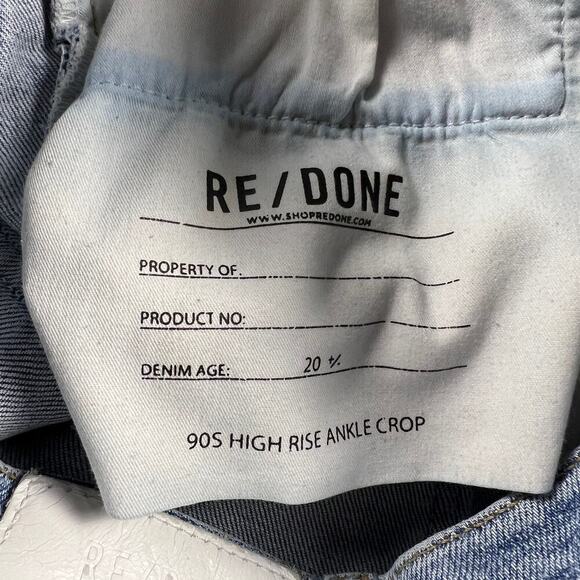 RE / DONE
WWW.SHOPREDONE.COM
PROPERTY OF:
PRODUCT NO:
DENIM AGE: 20 +/-
90S HIGH RISE ANKLE CROP